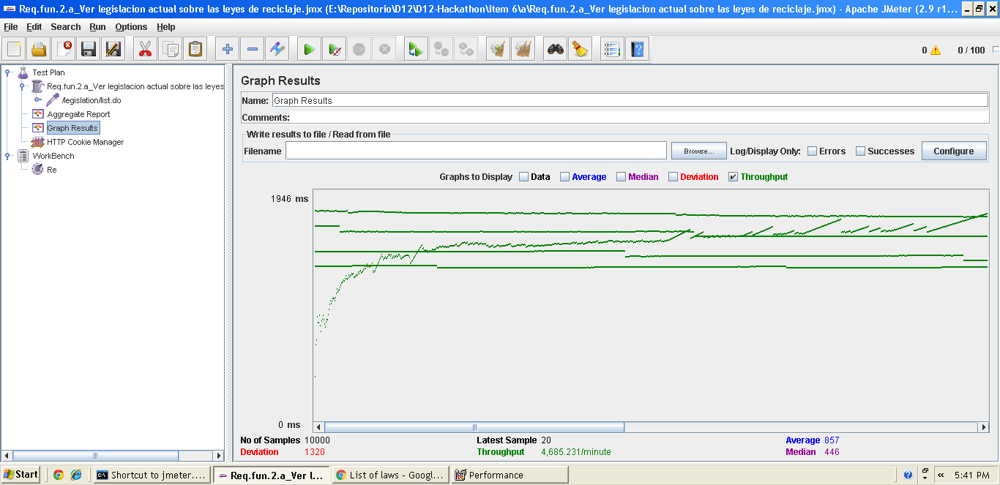 Req.fun.2.a_Ver legislacion actual sobre las leyes de reciclaje.jmx (E:\Repositorio\D12\D12-Hackathon\item 6\a\Req.fun.2.a_Ver legislacion actual sobre las leyes de reciclaje.jmx) - Apache JMeter (2.9 r1...
File Edit Search Run Options Help
0 0 / 100
Test Plan
Req.fun.2.a_Ver legislacion actual sobre las leyes
/legislation/list.do
Aggregate Report
Graph Results
HTTP Cookie Manager
WorkBench
Re
Graph Results
Name: Graph Results
Comments:
Write results to file / Read from file
Filename Browse... Log/Display Only: Errors Successes Configure
Graphs to Display Data Average Median Deviation Throughput
1946 ms
0 ms
No of Samples 10000 Latest Sample 20 Average 857
Deviation 1320 Throughput 4,685.231/minute Median 446
Start Shortcut to jmeter.... Req.fun.2.a_Ver l... List of laws - Googl... Performance 5:41 PM